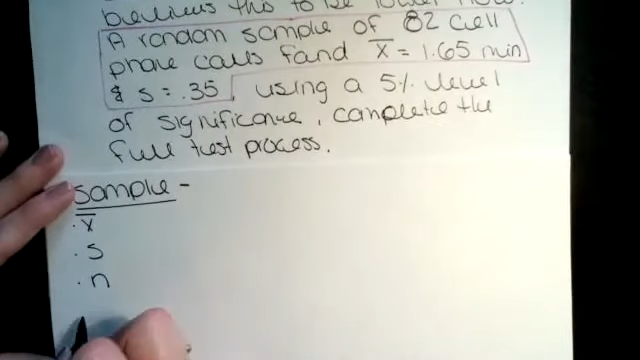 believes this to be lower now.
A random sample of 82 cell
phone calls found x̅ = 1.65 min
& s = .35, using a 5% level
of significance, complete the
full test process.
Sample -
· x̅
· s
· n